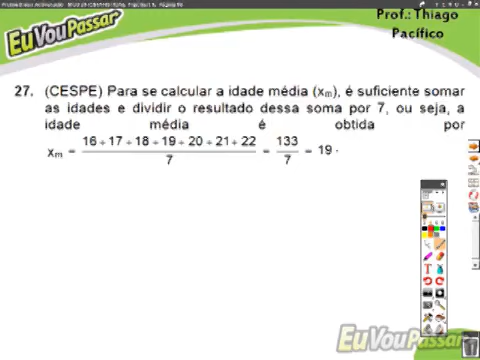 Prof.: Thiago
Pacífico
EuVouPassar
27. (CESPE) Para se calcular a idade média (xm), é suficiente somar
as idades e dividir o resultado dessa soma por 7, ou seja, a
idade média é obtida por
xm = 16 + 17 + 18 + 19 + 20 + 21 + 22 / 7 = 133 / 7 = 19 .
EuVouPassar